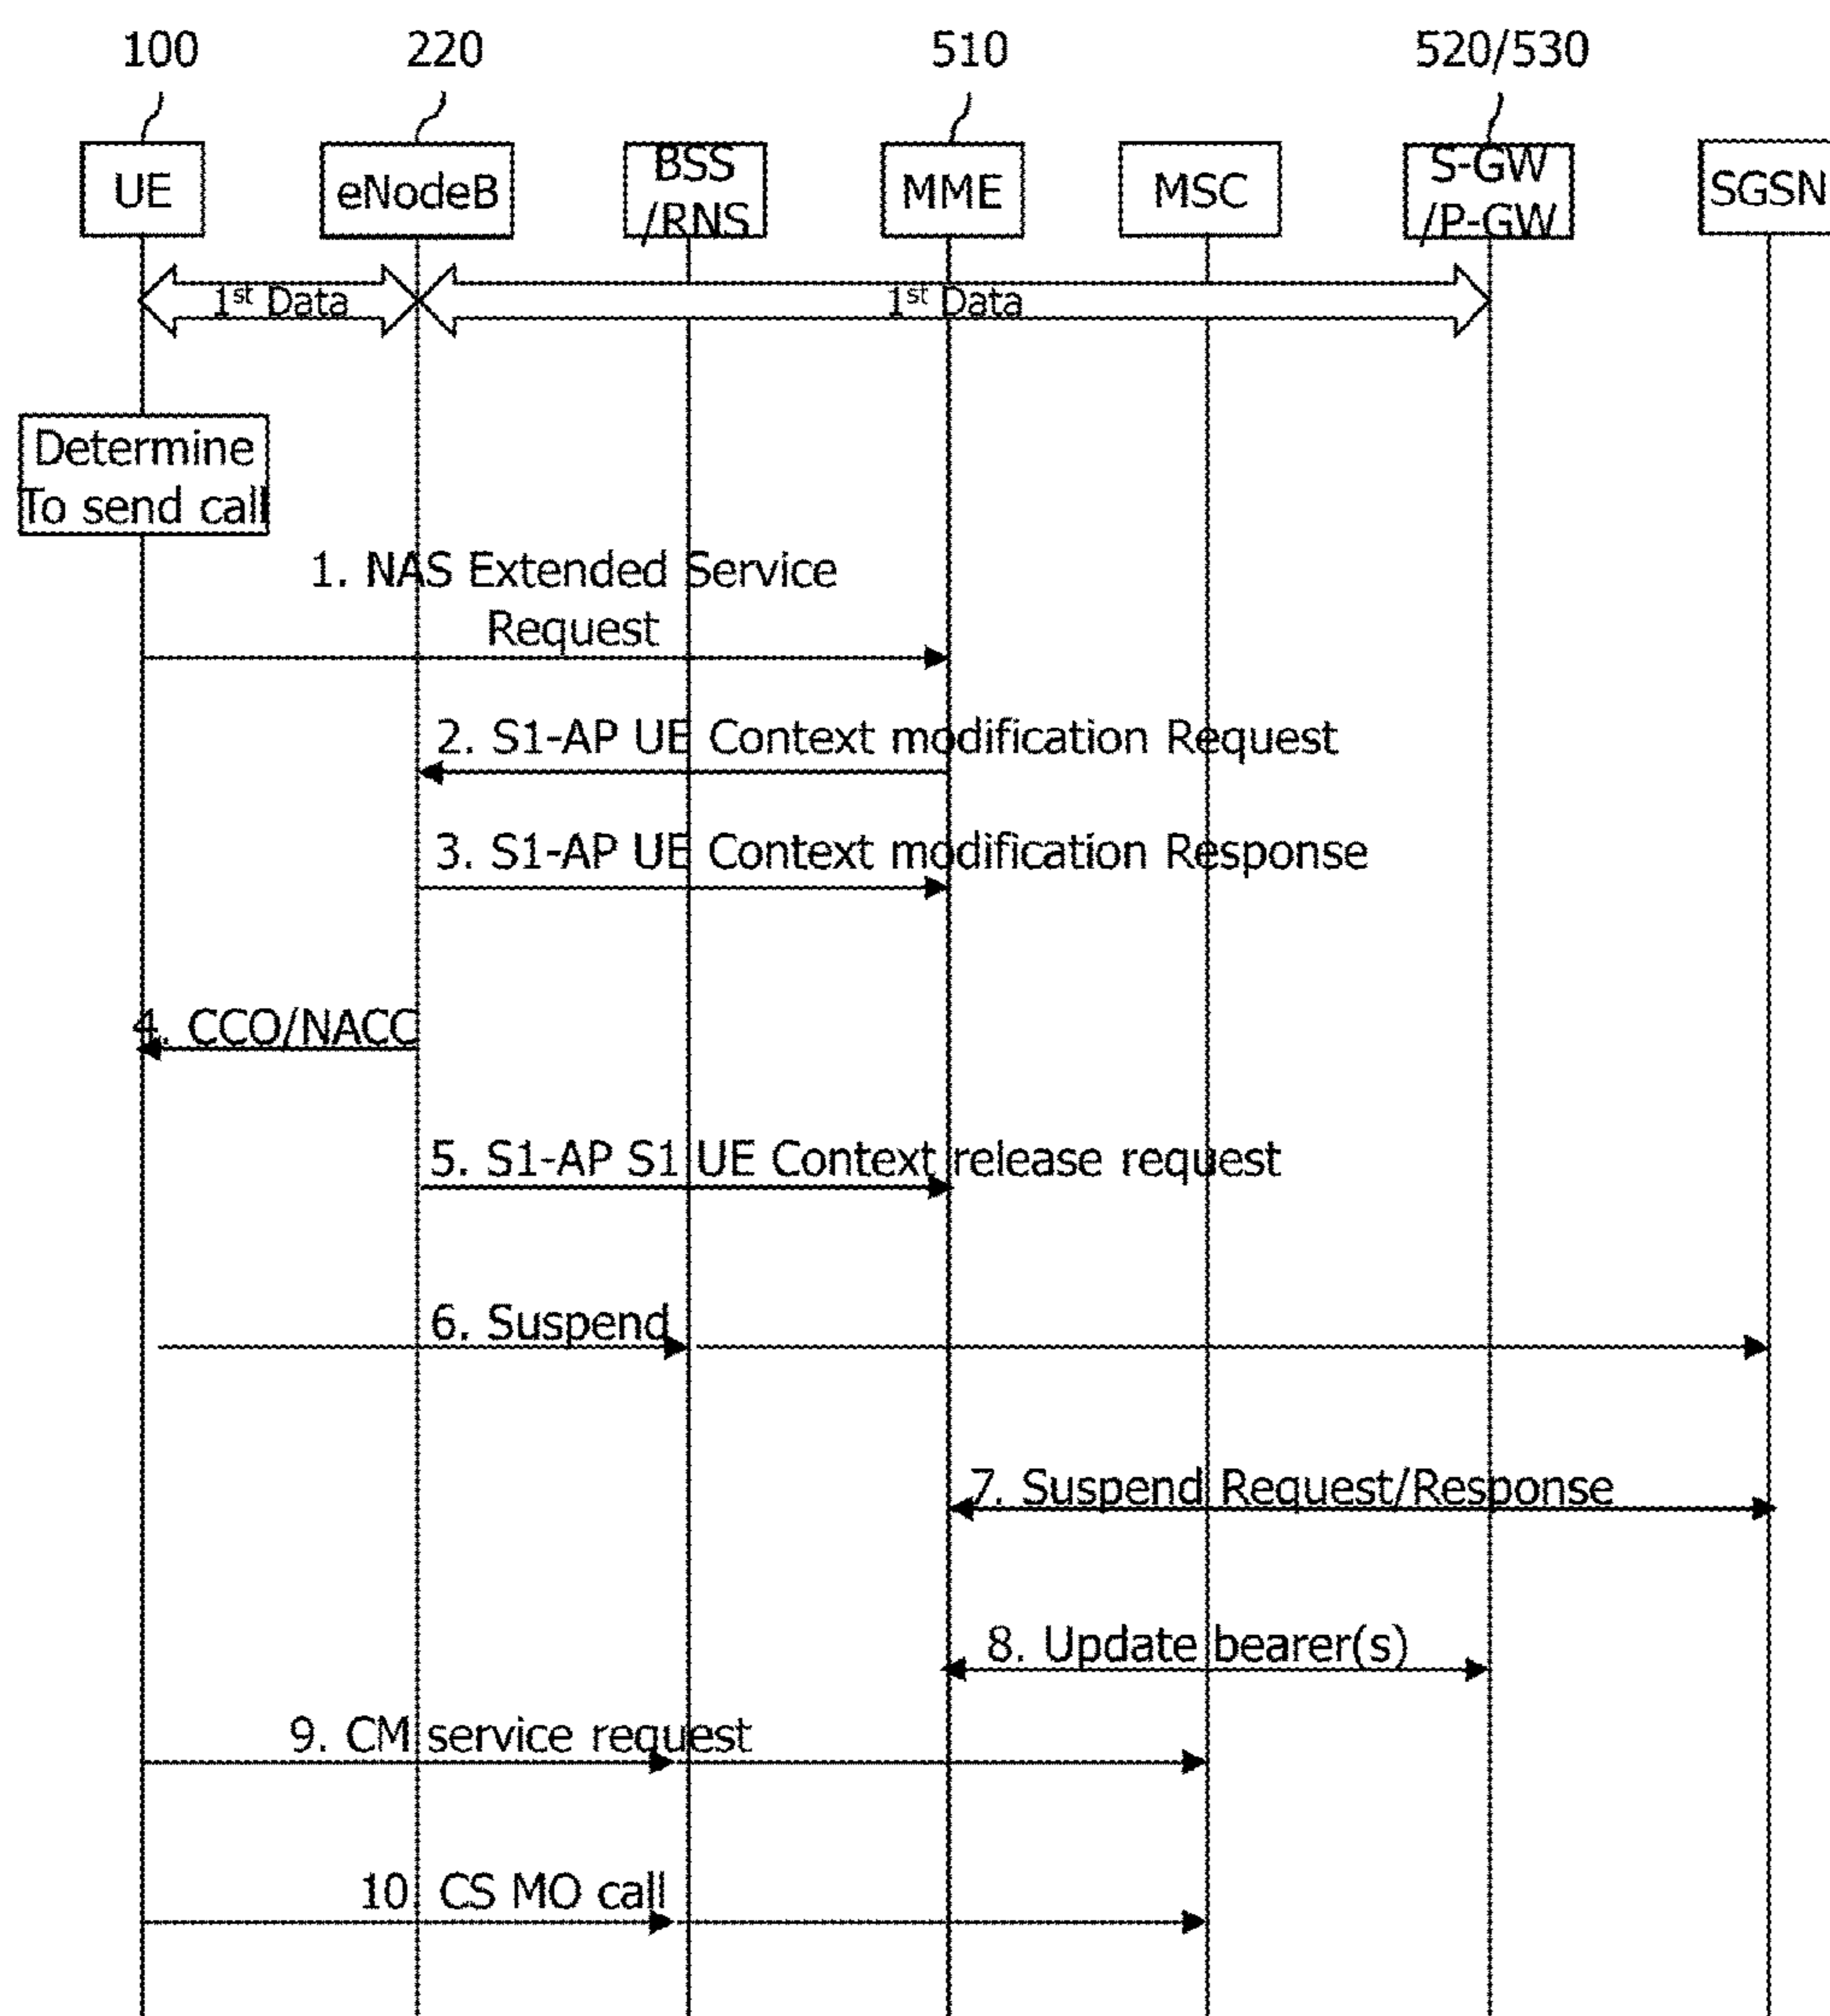 100 220 510 520/530
UE eNodeB BSS /RNS MME MSC S-GW /P-GW SGSN
1st Data 1st Data
Determine
To send call
1. NAS Extended Service
Request
2. S1-AP UE Context modification Request
3. S1-AP UE Context modification Response
4. CCO/NACC
5. S1-AP S1 UE Context release request
6. Suspend
7. Suspend Request/Response
8. Update bearer(s)
9. CM service request
10. CS MO call